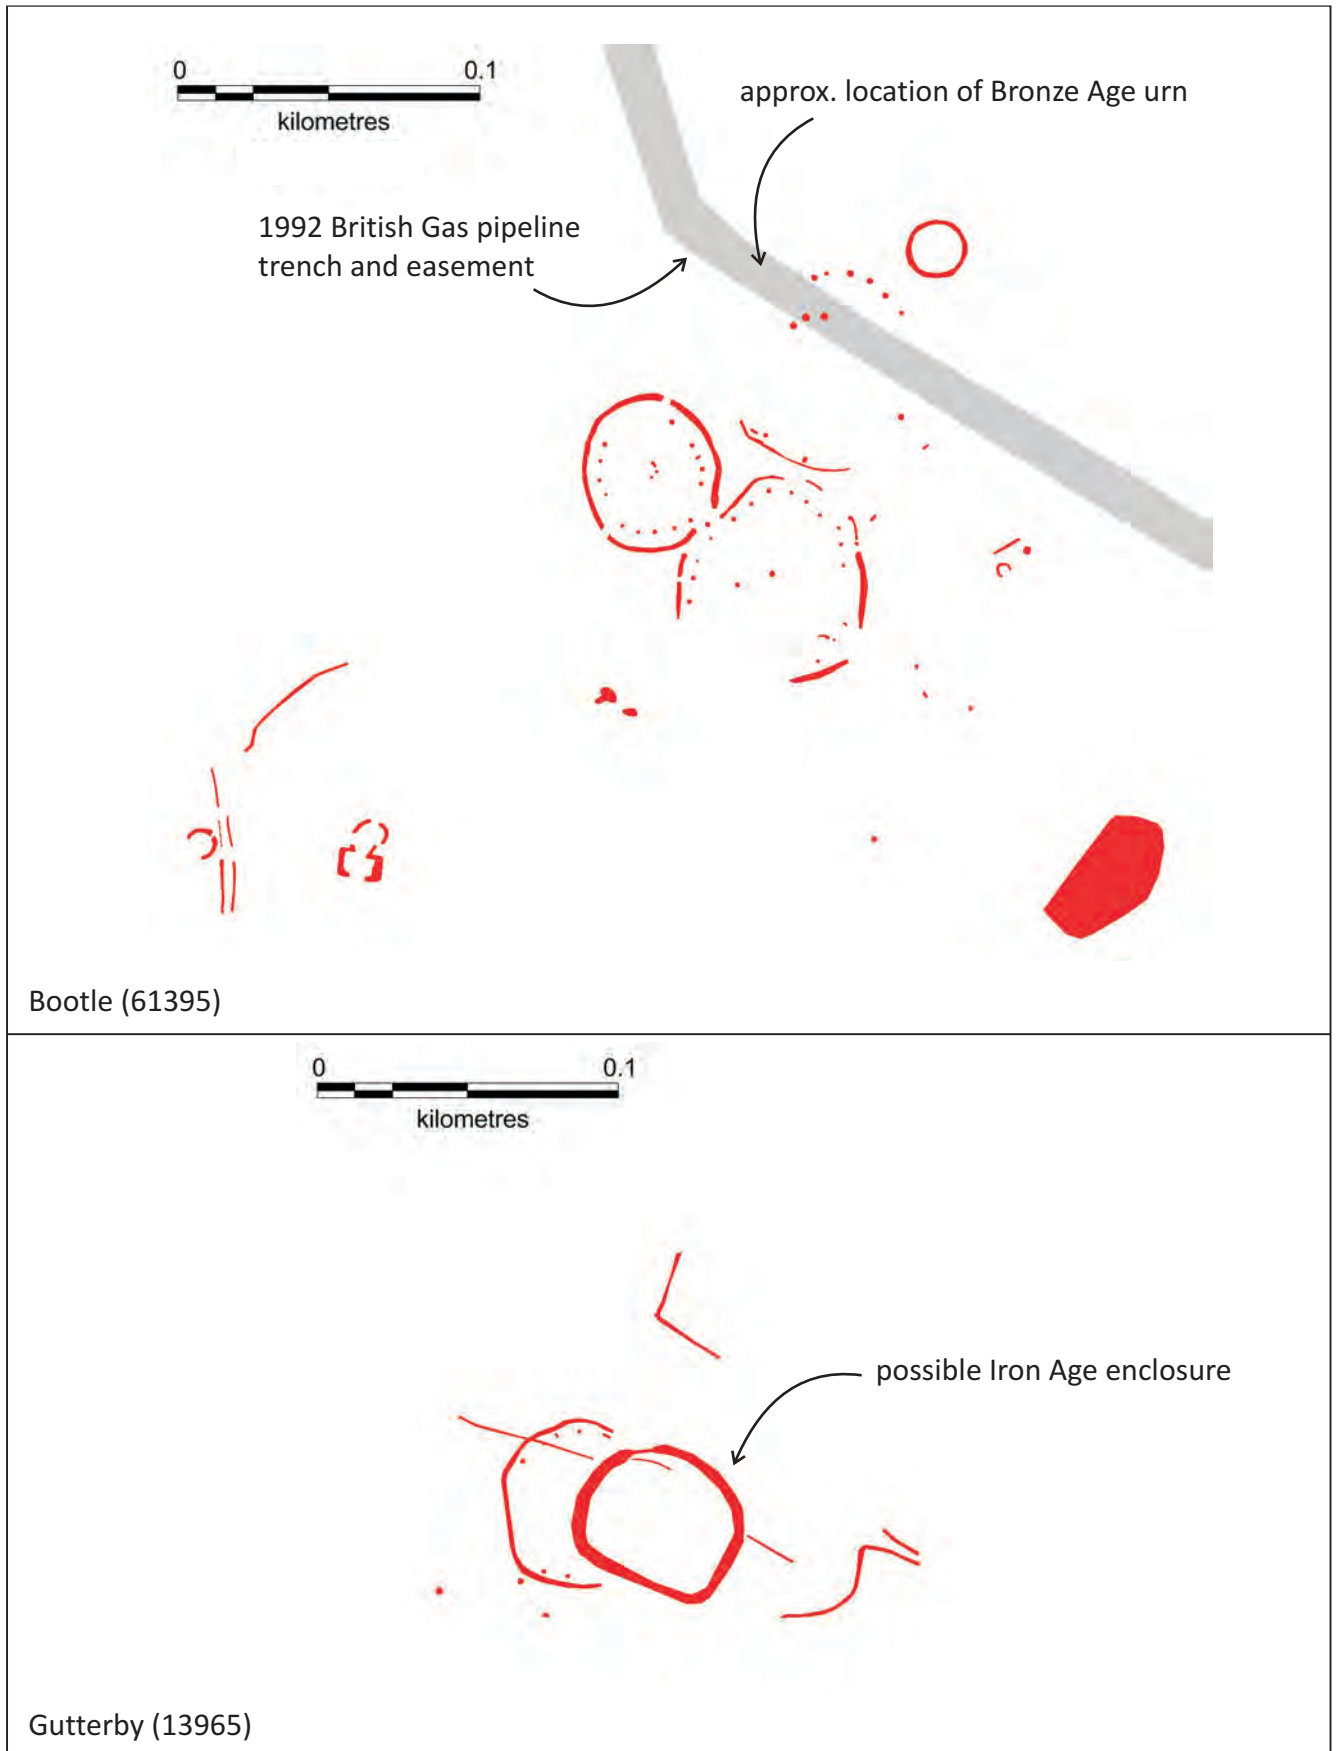 0 0.1
kilometres
approx. location of Bronze Age urn
1992 British Gas pipeline
trench and easement
Bootle (61395)
0 0.1
kilometres
possible Iron Age enclosure
Gutterby (13965)